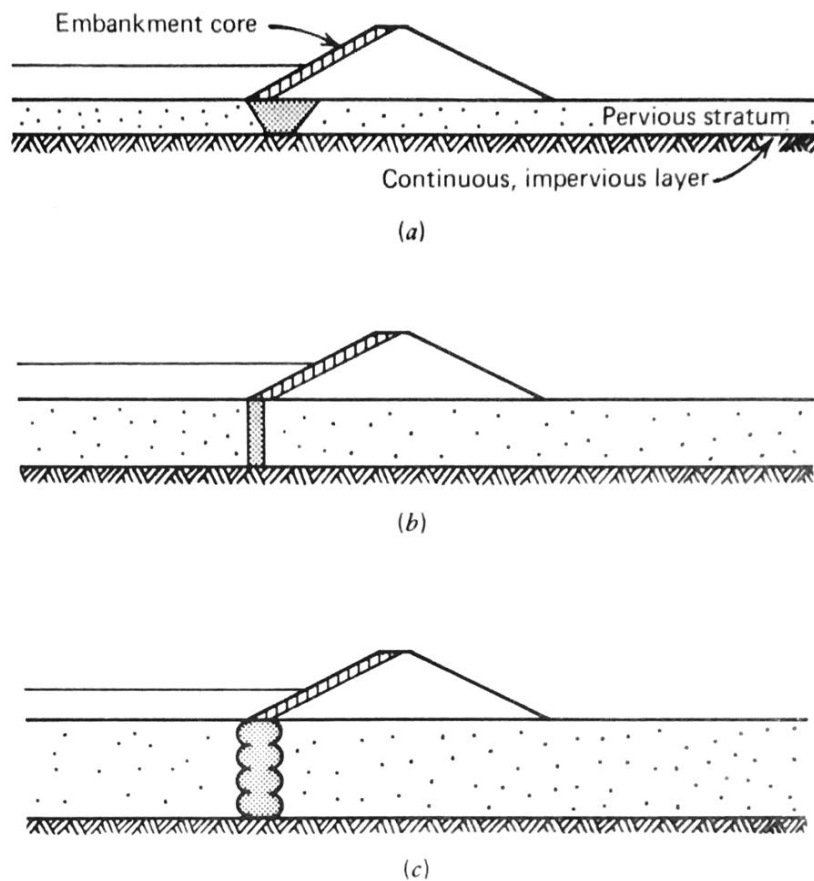 Embankment core
Pervious stratum
Continuous, impervious layer
(a)
(b)
(c)